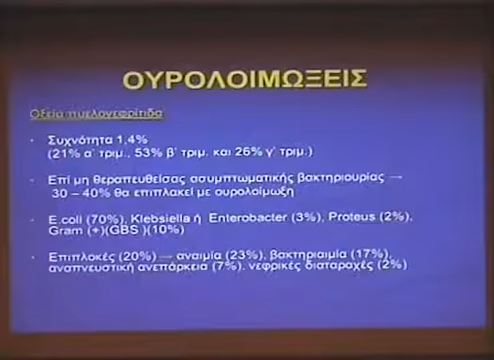 ΟΥΡΟΛΟΙΜΩΞΕΙΣ
Οξεία πυελονεφρίτιδα
· Συχνότητα 1,4%
(21% α' τριμ., 53% β' τριμ. και 26% γ' τριμ.)
· Επί μη θεραπευθείσας ασυμπτωματικής βακτηριουρίας →
30 – 40% θα επιπλακεί με ουρολοίμωξη
· E.coli (70%), Klebsiella ή Enterobacter (3%), Proteus (2%),
Gram (+)(GBS )(10%)
· Επιπλοκές (20%) → αναιμία (23%), βακτηριαιμία (17%),
αναπνευστική ανεπάρκεια (7%), νεφρικές διαταραχές (2%)